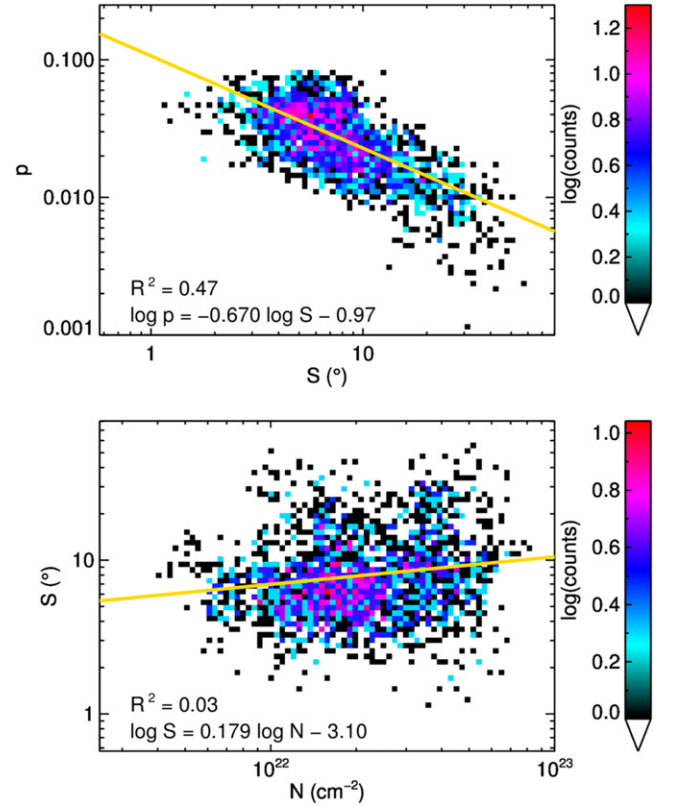 0.100
0.010
0.001
p
R² = 0.47
log p = −0.670 log S − 0.97
1
10
S (°)
1.2
1.0
0.8
0.6
0.4
0.2
0.0
log(counts)
10
1
S (°)
R² = 0.03
log S = 0.179 log N − 3.10
10²²
10²³
N (cm⁻²)
1.0
0.8
0.6
0.4
0.2
0.0
log(counts)